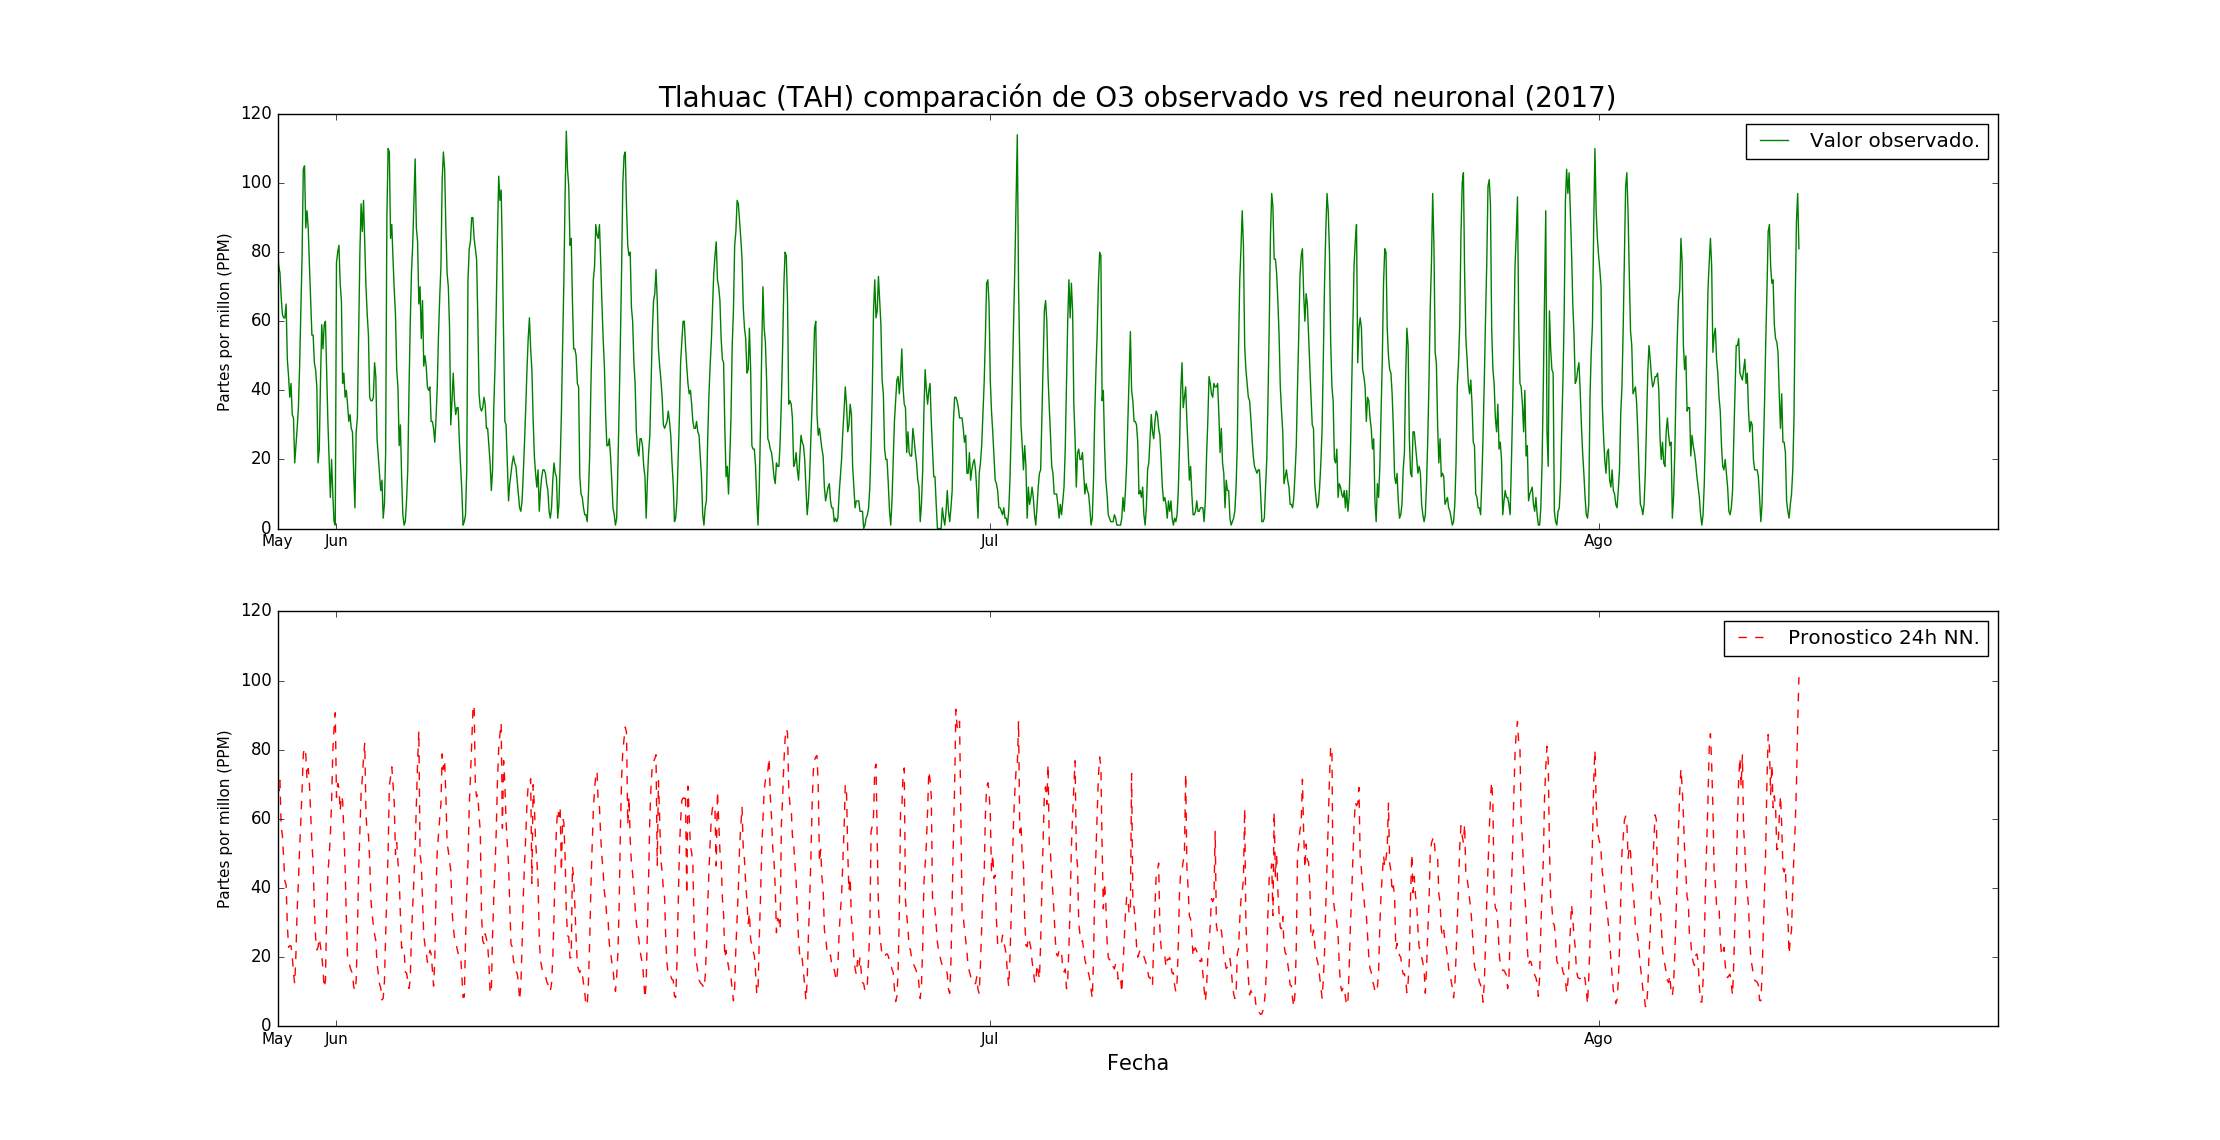 Tlahuac (TAH) comparación de O3 observado vs red neuronal (2017)
120
100
80
60
40
20
0
Partes por millon (PPM)
Valor observado.
May Jun Jul Ago
120
100
80
60
40
20
0
Partes por millon (PPM)
Pronostico 24h NN.
May Jun Jul Ago
Fecha